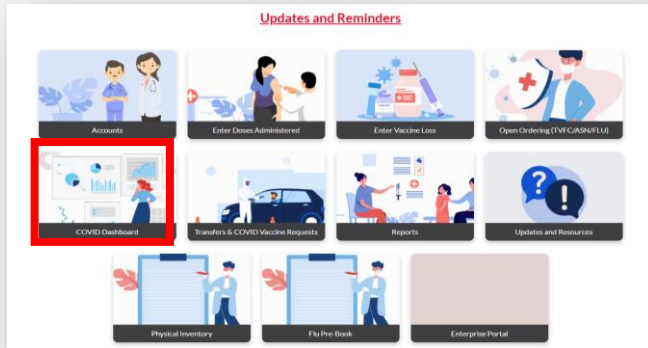 Updates and Reminders
Accounts
Enter Doses Administered
Enter Vaccine Loss
Open Ordering (TVFC/ASN/FLU)
COVID Dashboard
Transfers & COVID Vaccine Requests
Reports
Updates and Resources
Physical Inventory
Flu Pre-Book
Enterprise Portal